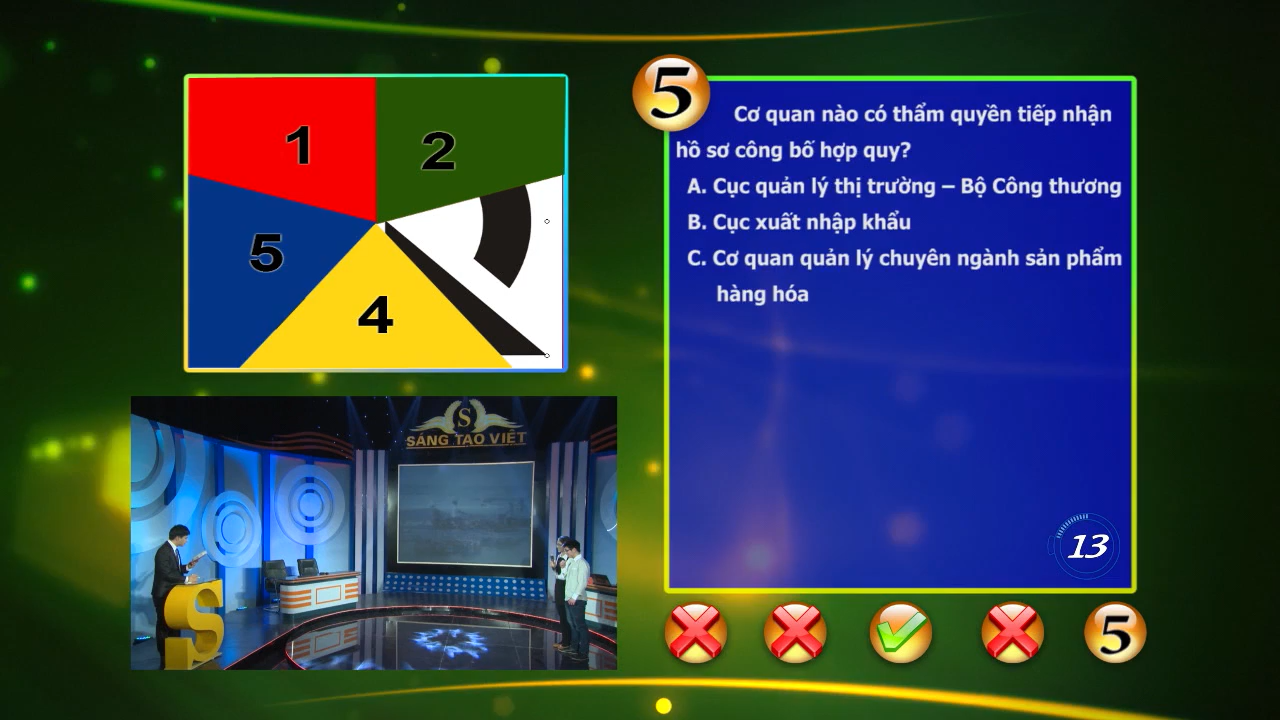 1
2
5
4
5
Cơ quan nào có thẩm quyền tiếp nhận
hồ sơ công bố hợp quy?
A. Cục quản lý thị trường – Bộ Công thương
B. Cục xuất nhập khẩu
C. Cơ quan quản lý chuyên ngành sản phẩm
hàng hóa
13
S
SÁNG TẠO VIỆT
S
5